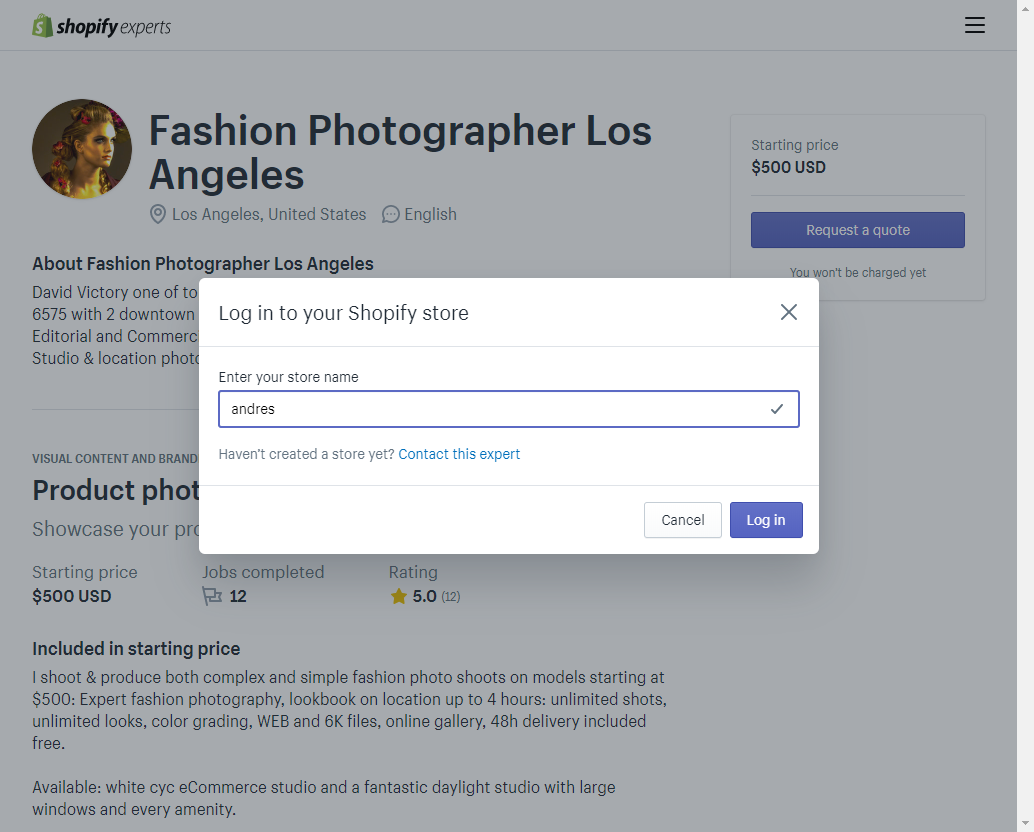 shopify experts
Fashion Photographer Los
Angeles
Los Angeles, United States English
Starting price
$500 USD
Request a quote
You won't be charged yet
About Fashion Photographer Los Angeles
David Victory one of to
6575 with 2 downtown
Editorial and Commerc
Studio & location photo
Log in to your Shopify store
Enter your store name
andres
Haven't created a store yet? Contact this expert
Cancel Log in
VISUAL CONTENT AND BRAND
Product phot
Showcase your pro
Starting price Jobs completed Rating
$500 USD 12 5.0 (12)
Included in starting price
I shoot & produce both complex and simple fashion photo shoots on models starting at
$500: Expert fashion photography, lookbook on location up to 4 hours: unlimited shots,
unlimited looks, color grading, WEB and 6K files, online gallery, 48h delivery included
free.
Available: white cyc eCommerce studio and a fantastic daylight studio with large
windows and every amenity.